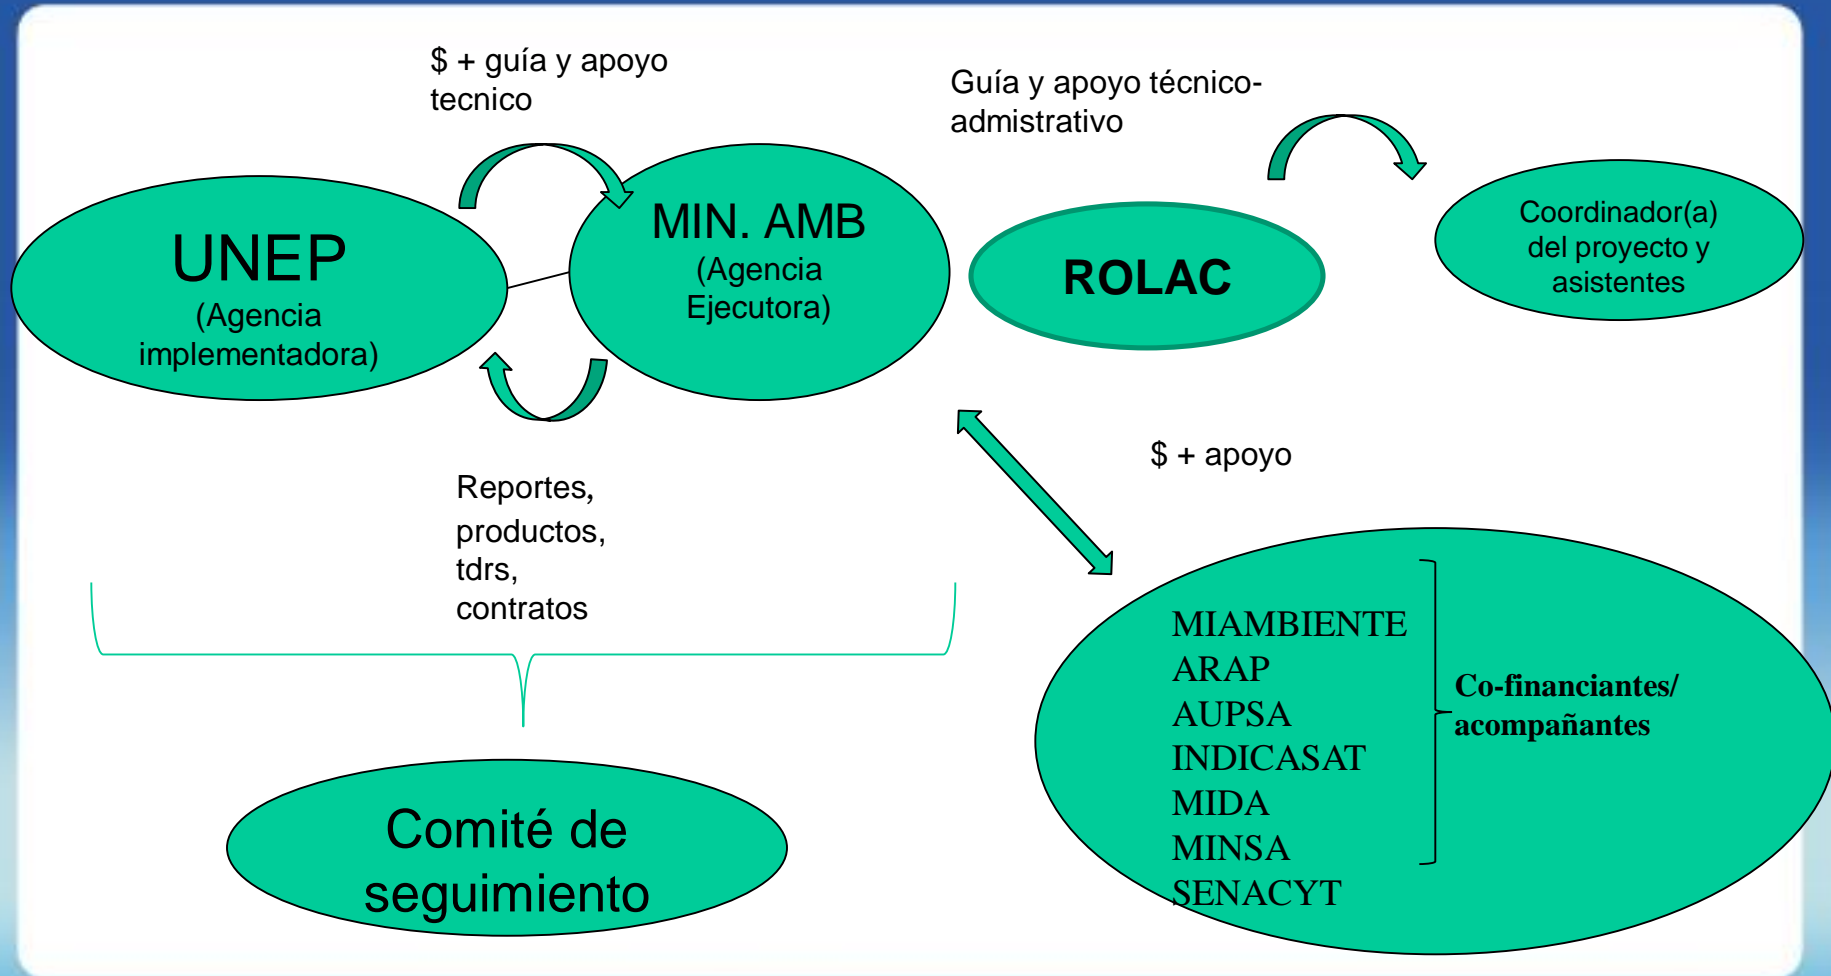 $ + guía y apoyo
tecnico
Guía y apoyo técnico-
admistrativo
UNEP
(Agencia
implementadora)
MIN. AMB
(Agencia
Ejecutora)
ROLAC
Coordinador(a)
del proyecto y
asistentes
$ + apoyo
Reportes,
productos,
tdrs,
contratos
MIAMBIENTE
ARAP
AUPSA
INDICASAT
MIDA
MINSA
SENACYT
Co-financiantes/
acompañantes
Comité de
seguimiento